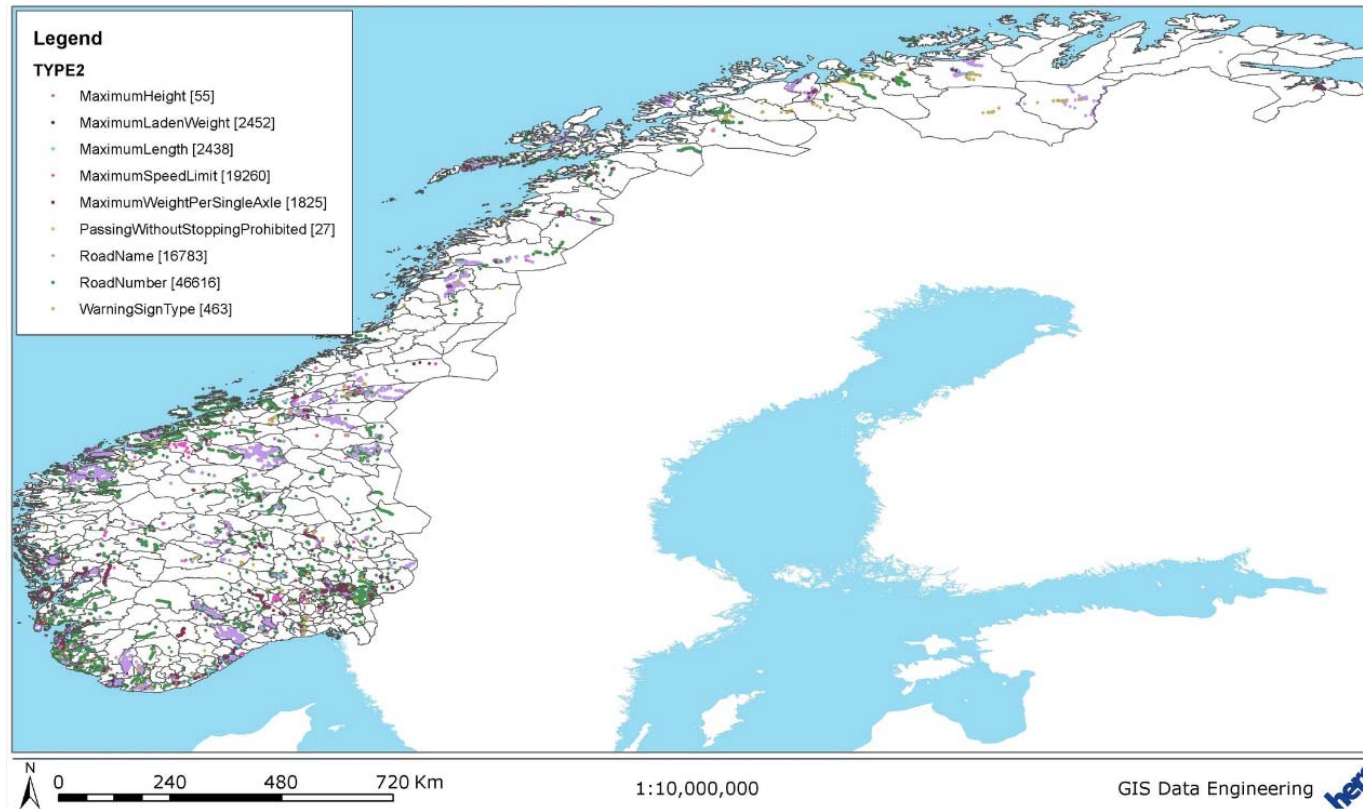 Legend
TYPE2
MaximumHeight [55]
MaximumLadenWeight [2452]
MaximumLength [2438]
MaximumSpeedLimit [19260]
MaximumWeightPerSingleAxle [1825]
PassingWithoutStoppingProhibited [27]
RoadName [16783]
RoadNumber [46616]
WarningSignType [463]
N
0 240 480 720 Km
1:10,000,000
GIS Data Engineering
here